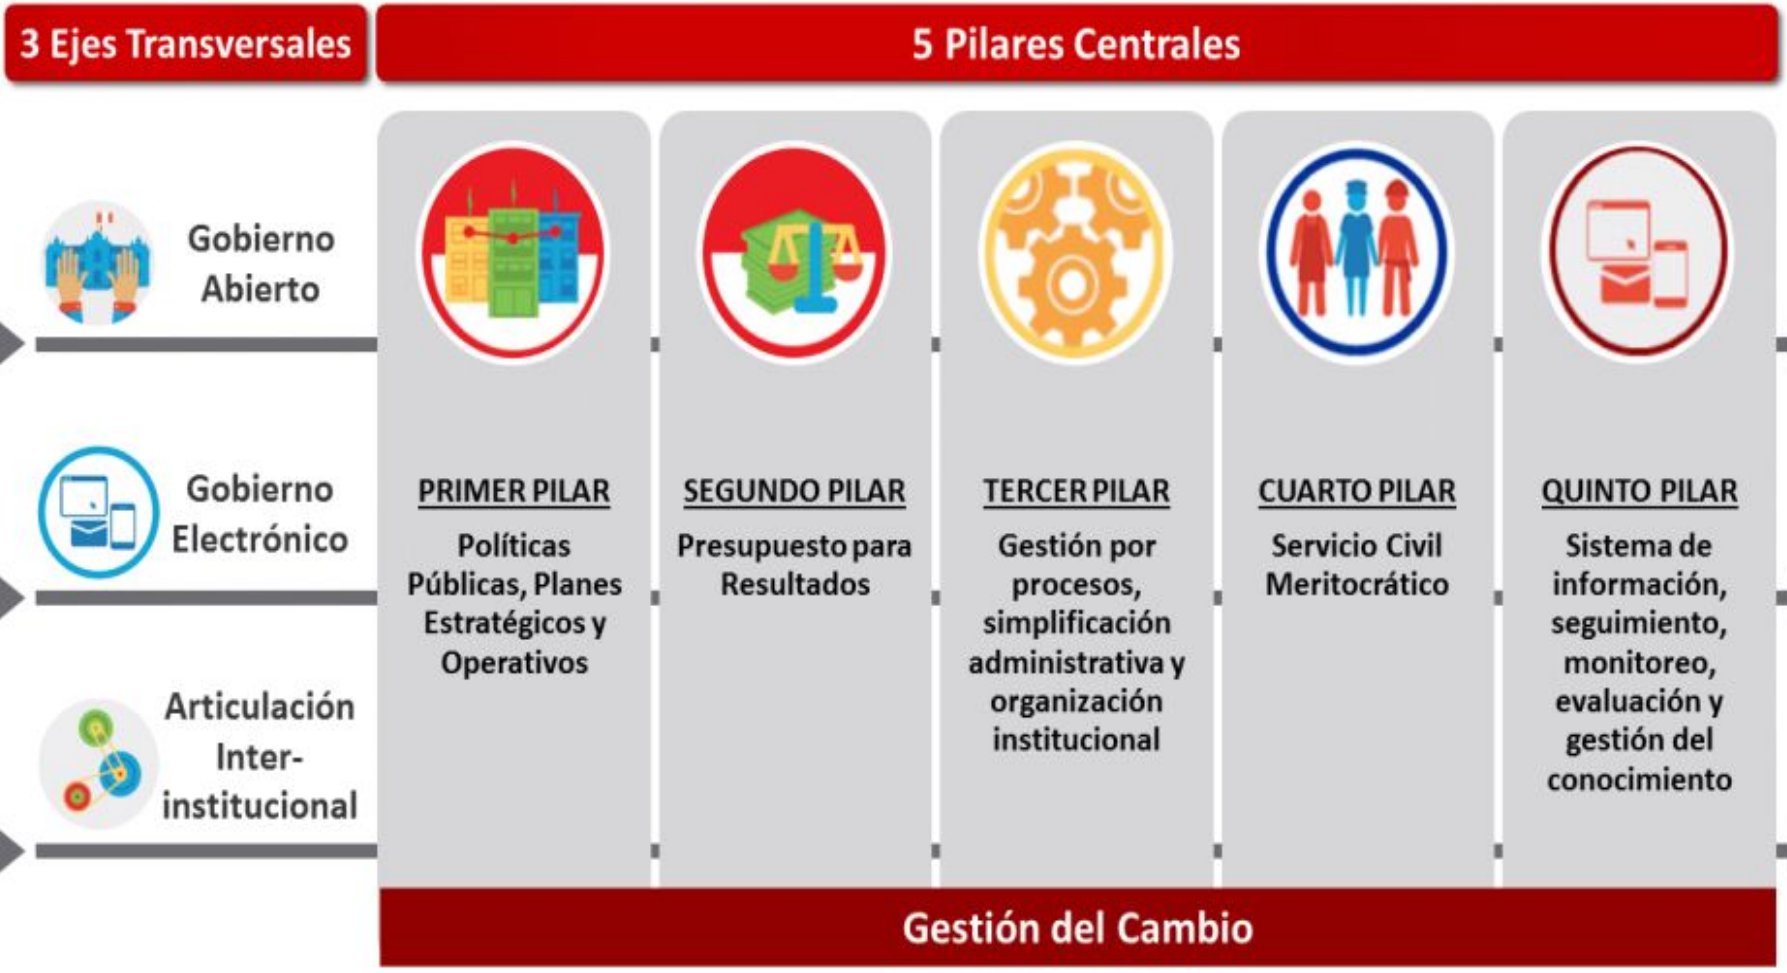 3 Ejes Transversales
5 Pilares Centrales
Gobierno
Abierto
Gobierno
Electrónico
Articulación
Inter-
institucional
PRIMER PILAR
Políticas
Públicas, Planes
Estratégicos y
Operativos
SEGUNDO PILAR
Presupuesto para
Resultados
TERCER PILAR
Gestión por
procesos,
simplificación
administrativa y
organización
institucional
CUARTO PILAR
Servicio Civil
Meritocrático
QUINTO PILAR
Sistema de
información,
seguimiento,
monitoreo,
evaluación y
gestión del
conocimiento
Gestión del Cambio